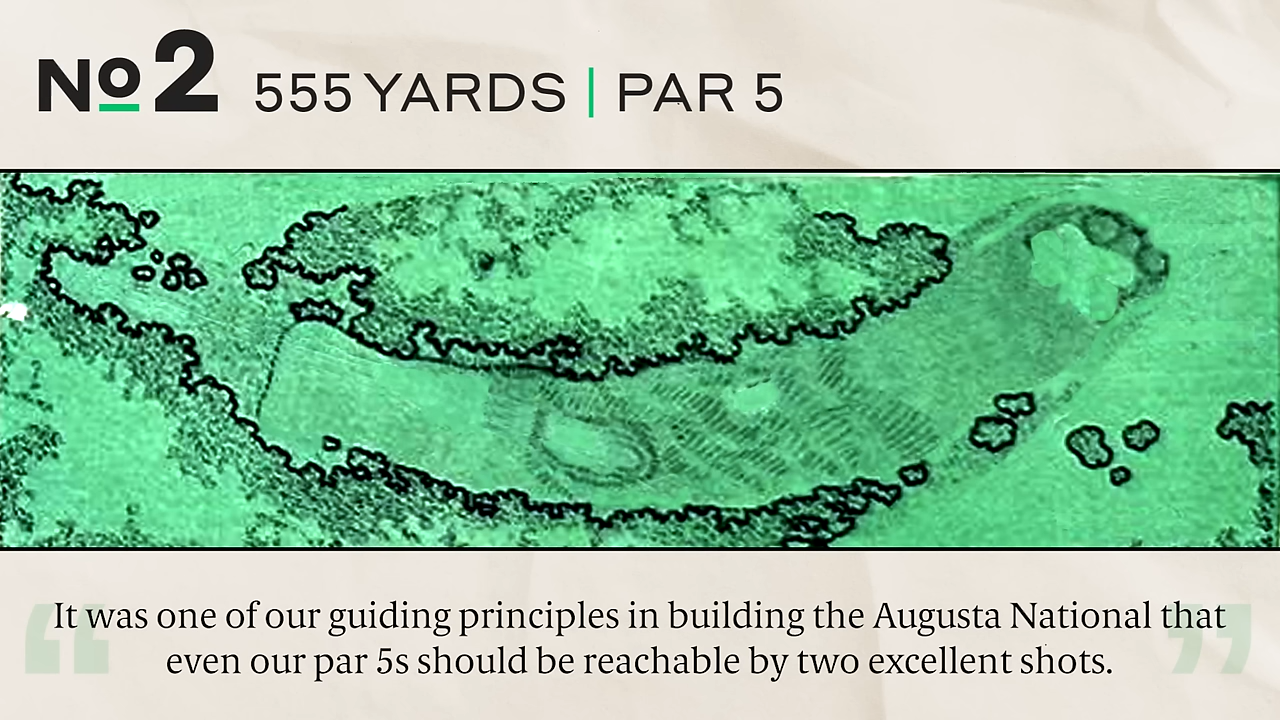 №2 555 YARDS | PAR 5
“It was one of our guiding principles in building the Augusta National that
even our par 5s should be reachable by two excellent shots.”